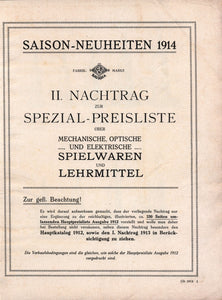 SAISON-NEUHEITEN 1914
FABRIK- MARKE
II. NACHTRAG
ZUR
SPEZIAL-PREISLISTE
ÜBER
MECHANISCHE, OPTISCHE
.... UND ELEKTRISCHE ....
SPIELWAREN
UND
LEHRMITTEL
Zur gefl. Beachtung!
Es wird darauf aufmerksam gemacht, dass der vorliegende Nachtrag nur
eine Ergänzung zu der reichhaltigen, illustrierten, ca. 200 Seiten um-
fassenden Hauptpreisliste Ausgabe 1912 vorstellt und wolle man daher
bei Bestellung neben diesem Nachtrag auch ganz besonders den
Hauptkatalog 1912, sowie den I. Nachtrag 1913 in Berück-
sichtigung zu ziehen.
Die Verkaufsbedingungen sind die gleichen, wie solche der Hauptpreisliste Ausgabe 1912
vorgedruckt sind.